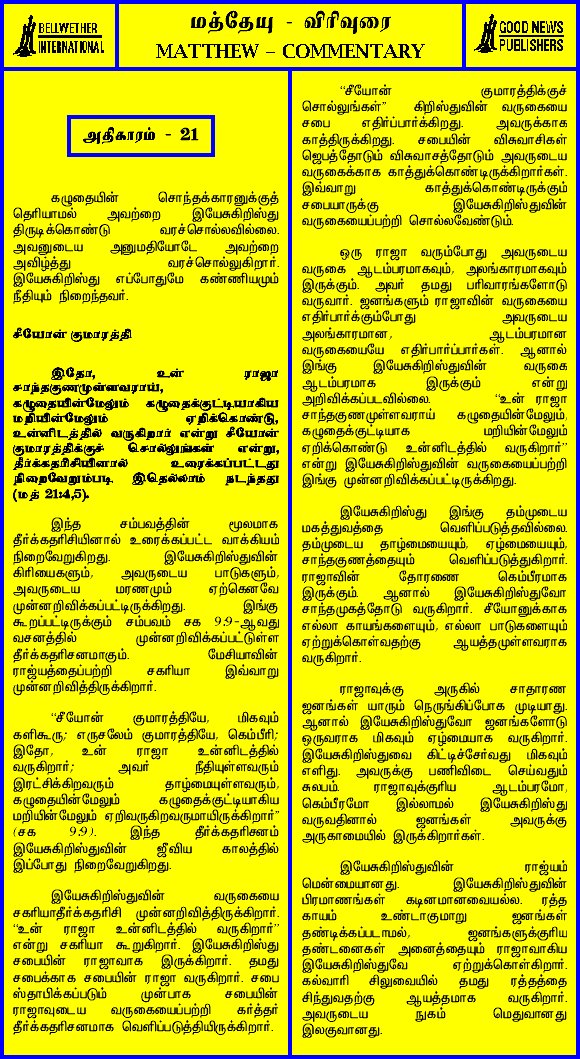 BELLWETHER
INTERNATIONAL
மத்தேயு - விரிவுரை
MATTHEW – COMMENTARY
GOOD NEWS
PUBLISHERS
அதிகாரம் - 21
கழுதையின் சொந்தக்காரனுக்குத்
தெரியாமல் அவற்றை இயேசுகிறிஸ்து
திருடிக்கொண்டு வரச்சொல்லவில்லை.
அவனுடைய அனுமதியோடே அவற்றை
அவிழ்த்து வரச்சொல்லுகிறார்.
இயேசுகிறிஸ்து எப்போதுமே கண்ணியமும்
நீதியும் நிறைந்தவர்.
சீயோன் குமாரத்தி
இதோ, உன் ராஜா
சாந்தகுணமுள்ளவராய்,
கழுதையின்மேலும் கழுதைக்குட்டியாகிய
மறியின்மேலும் ஏறிக்கொண்டு,
உன்னிடத்தில் வருகிறார் என்று சீயோன்
குமாரத்திக்குச் சொல்லுங்கள் என்று,
தீர்க்கதரிசியினால் உரைக்கப்பட்டது
நிறைவேறும்படி இதெல்லாம் நடந்தது
(மத் 21:4,5).
இந்த சம்பவத்தின் மூலமாக
தீர்க்கதரிசியினால் உரைக்கப்பட்ட வாக்கியம்
நிறைவேறுகிறது. இயேசுகிறிஸ்துவின்
கிரியைகளும், அவருடைய பாடுகளும்,
அவருடைய மரணமும் ஏற்கெனவே
முன்னறிவிக்கப்பட்டிருக்கிறது. இங்கு
கூறப்பட்டிருக்கும் சம்பவம் சக 9:9-ஆவது
வசனத்தில் முன்னறிவிக்கப்பட்டுள்ள
தீர்க்கதரிசனமாகும். மேசியாவின்
ராஜ்யத்தைப்பற்றி சகரியா இவ்வாறு
முன்னறிவித்திருக்கிறார்.
“சீயோன் குமாரத்தியே, மிகவும்
களிகூரு; எருசலேம் குமாரத்தியே, கெம்பீரி;
இதோ, உன் ராஜா உன்னிடத்தில்
வருகிறார்; அவர் நீதியுள்ளவரும்
இரட்சிக்கிறவரும் தாழ்மையுள்ளவரும்,
கழுதையின்மேலும் கழுதைக்குட்டியாகிய
மறியின்மேலும் ஏறிவருகிறவருமாயிருக்கிறார்”
(சக 9:9). இந்த தீர்க்கதரிசனம்
இயேசுகிறிஸ்துவின் ஜீவிய காலத்தில்
இப்போது நிறைவேறுகிறது.
இயேசுகிறிஸ்துவின் வருகையை
சகரியாதீர்க்கதரிசி முன்னறிவித்திருக்கிறார்.
“உன் ராஜா உன்னிடத்தில் வருகிறார்”
என்று சகரியா கூறுகிறார். இயேசுகிறிஸ்து
சபையின் ராஜாவாக இருக்கிறார். தமது
சபைக்காக சபையின் ராஜா வருகிறார். சபை
ஸ்தாபிக்கப்படும் முன்பாக சபையின்
ராஜாவுடைய வருகையைப்பற்றி கர்த்தர்
தீர்க்கதரிசனமாக வெளிப்படுத்தியிருக்கிறார்.
“சீயோன் குமாரத்திக்குச்
சொல்லுங்கள்” கிறிஸ்துவின் வருகையை
சபை எதிர்ப்பார்க்கிறது. அவருக்காக
காத்திருக்கிறது. சபையின் விசுவாசிகள்
ஜெபத்தோடும் விசுவாசத்தோடும் அவருடைய
வருகைக்காக காத்துக்கொண்டிருக்கிறார்கள்.
இவ்வாறு காத்துக்கொண்டிருக்கும்
சபையாருக்கு இயேசுகிறிஸ்துவின்
வருகையைப்பற்றி சொல்லவேண்டும்.
ஒரு ராஜா வரும்போது அவருடைய
வருகை ஆடம்பரமாகவும், அலங்காரமாகவும்
இருக்கும். அவர் தமது பரிவாரங்களோடு
வருவார். ஜனங்களும் ராஜாவின் வருகையை
எதிர்பார்க்கும்போது அவருடைய
அலங்காரமான, ஆடம்பரமான
வருகையையே எதிர்பார்ப்பார்கள். ஆனால்
இங்கு இயேசுகிறிஸ்துவின் வருகை
ஆடம்பரமாக இருக்கும் என்று
அறிவிக்கப்படவில்லை. “உன் ராஜா
சாந்தகுணமுள்ளவராய் கழுதையின்மேலும்,
கழுதைக்குட்டியாக மறியின்மேலும்
ஏறிக்கொண்டு உன்னிடத்தில் வருகிறார்”
என்று இயேசுகிறிஸ்துவின் வருகையைப்பற்றி
இங்கு முன்னறிவிக்கப்பட்டிருக்கிறது.
இயேசுகிறிஸ்து இங்கு தம்முடைய
மகத்துவத்தை வெளிப்படுத்தவில்லை.
தம்முடைய தாழ்மையையும், ஏழ்மையையும்,
சாந்தகுணத்தையும் வெளிப்படுத்துகிறார்.
ராஜாவின் தோரணை கெம்பீரமாக
இருக்கும். ஆனால் இயேசுகிறிஸ்துவோ
சாந்தமுகத்தோடு வருகிறார். சீயோனுக்காக
எல்லா காயங்களையும், எல்லா பாடுகளையும்
ஏற்றுக்கொள்வதற்கு ஆயத்தமுள்ளவராக
வருகிறார்.
ராஜாவுக்கு அருகில் சாதாரண
ஜனங்கள் யாரும் நெருங்கிப்போக முடியாது.
ஆனால் இயேசுகிறிஸ்துவோ ஜனங்களோடு
ஒருவராக மிகவும் ஏழ்மையாக வருகிறார்.
இயேசுகிறிஸ்துவை கிட்டிச்சேர்வது மிகவும்
எளிது. அவருக்கு பணிவிடை செய்வதும்
சுலபம். ராஜாவுக்குரிய ஆடம்பரமோ,
கெம்பீரமோ இல்லாமல் இயேசுகிறிஸ்து
வருவதினால் ஜனங்கள் அவருக்கு
அருகாமையில் இருக்கிறார்கள்.
இயேசுகிறிஸ்துவின் ராஜ்யம்
மென்மையானது. இயேசுகிறிஸ்துவின்
பிரமாணங்கள் கடினமானவையல்ல. ரத்த
காயம் உண்டாகுமாறு ஜனங்கள்
தண்டிக்கப்படாமல், ஜனங்களுக்குரிய
தண்டனைகள் அனைத்தையும் ராஜாவாகிய
இயேசுகிறிஸ்துவே ஏற்றுக்கொள்கிறார்.
கல்வாரி சிலுவையில் தமது ரத்தத்தை
சிந்துவதற்கு ஆயத்தமாக வருகிறார்.
அவருடைய நுகம் மெதுவானது
இலகுவானது.